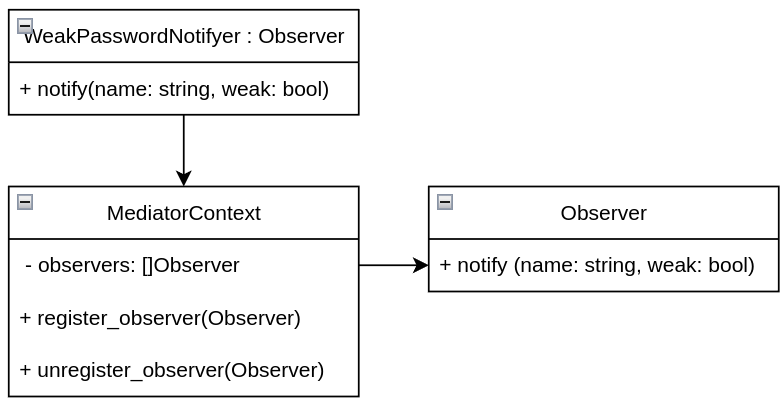 WeakPasswordNotifyer : Observer
+ notify(name: string, weak: bool)
MediatorContext
- observers: []Observer
+ register_observer(Observer)
+ unregister_observer(Observer)
Observer
+ notify (name: string, weak: bool)